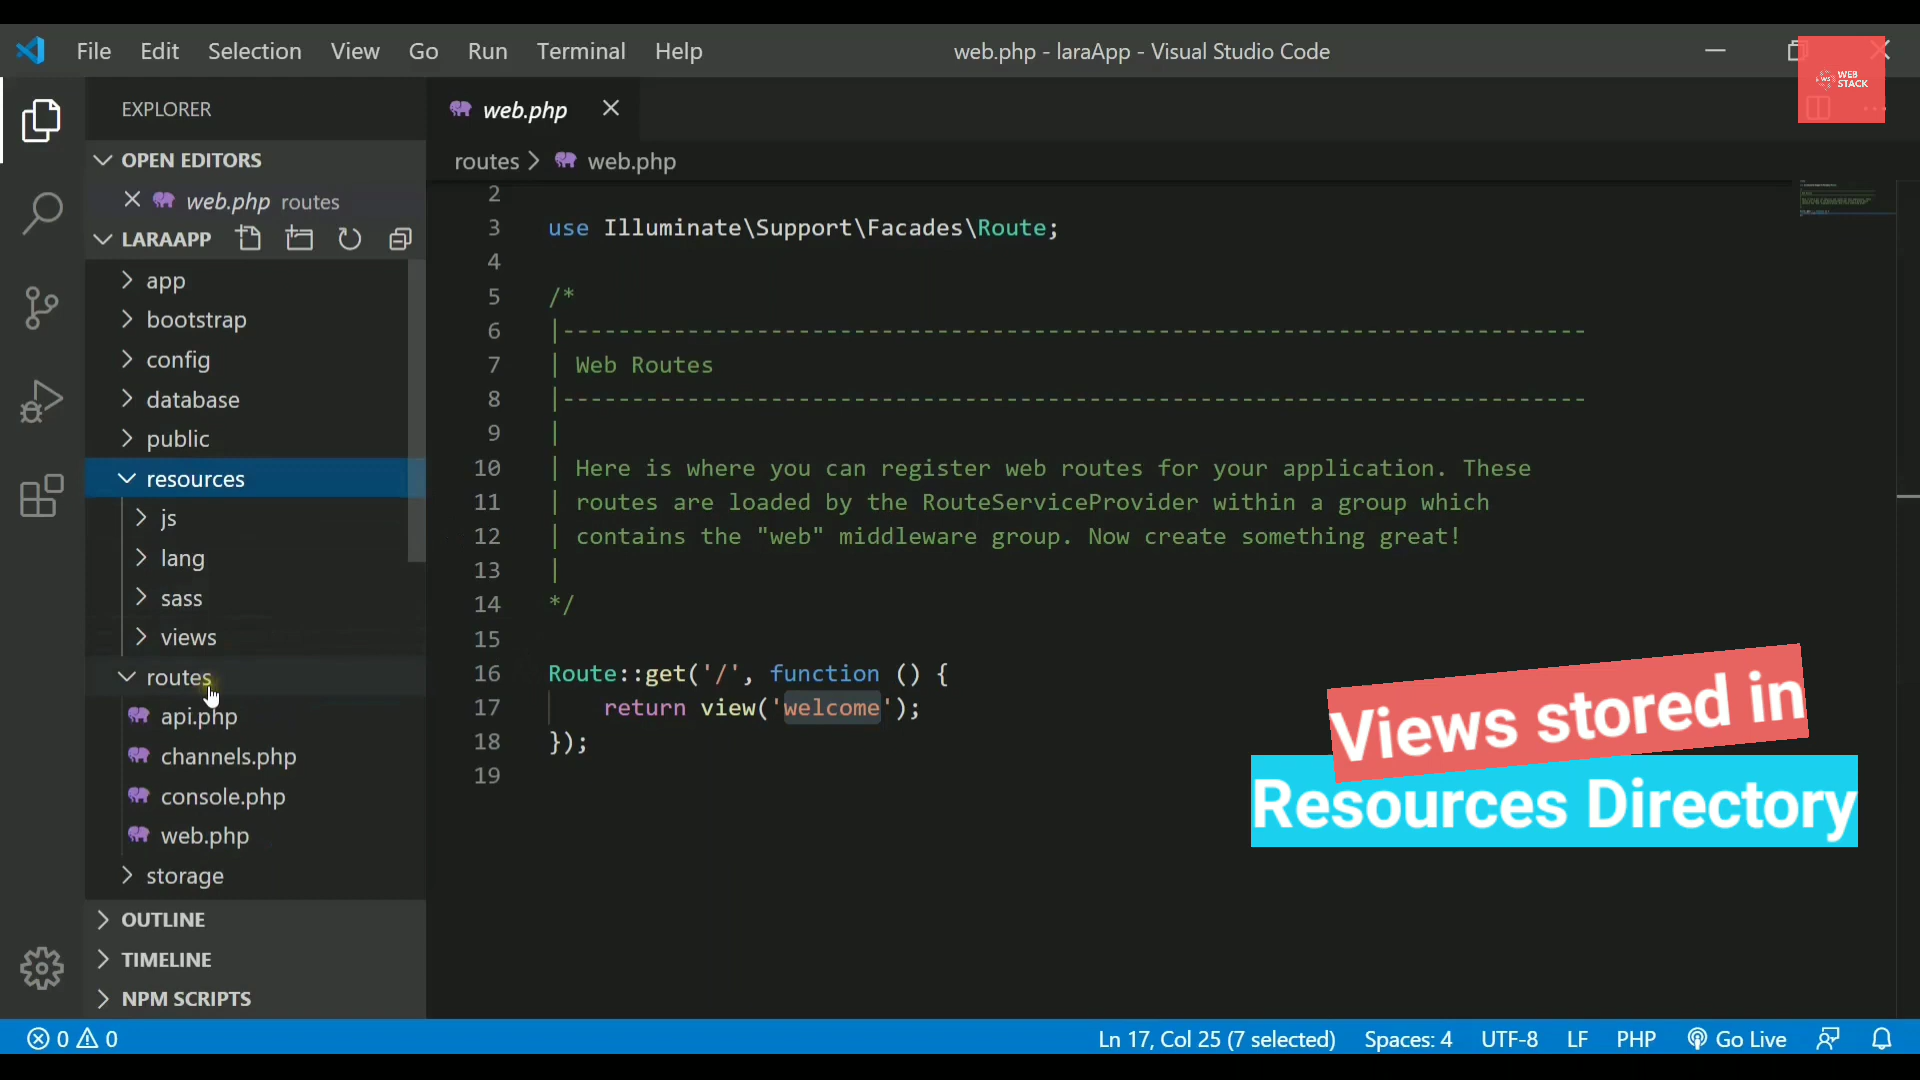 File Edit Selection View Go Run Terminal Help
web.php - laraApp - Visual Studio Code
WEB
STACK
WS
EXPLORER
OPEN EDITORS
web.php routes
LARAAPP
app
bootstrap
config
database
public
resources
js
lang
sass
views
routes
api.php
channels.php
console.php
web.php
storage
OUTLINE
TIMELINE
NPM SCRIPTS
web.php
routes > web.php
2
3 use Illuminate\Support\Facades\Route;
4
5 /*
6 |--------------------------------------------------------------------------
7 | Web Routes
8 |--------------------------------------------------------------------------
9 |
10 | Here is where you can register web routes for your application. These
11 | routes are loaded by the RouteServiceProvider within a group which
12 | contains the "web" middleware group. Now create something great!
13 |
14 */
15
16 Route::get('/', function () {
17 return view('welcome');
18 });
19
Views stored in
Resources Directory
0 0
Ln 17, Col 25 (7 selected) Spaces: 4 UTF-8 LF PHP Go Live